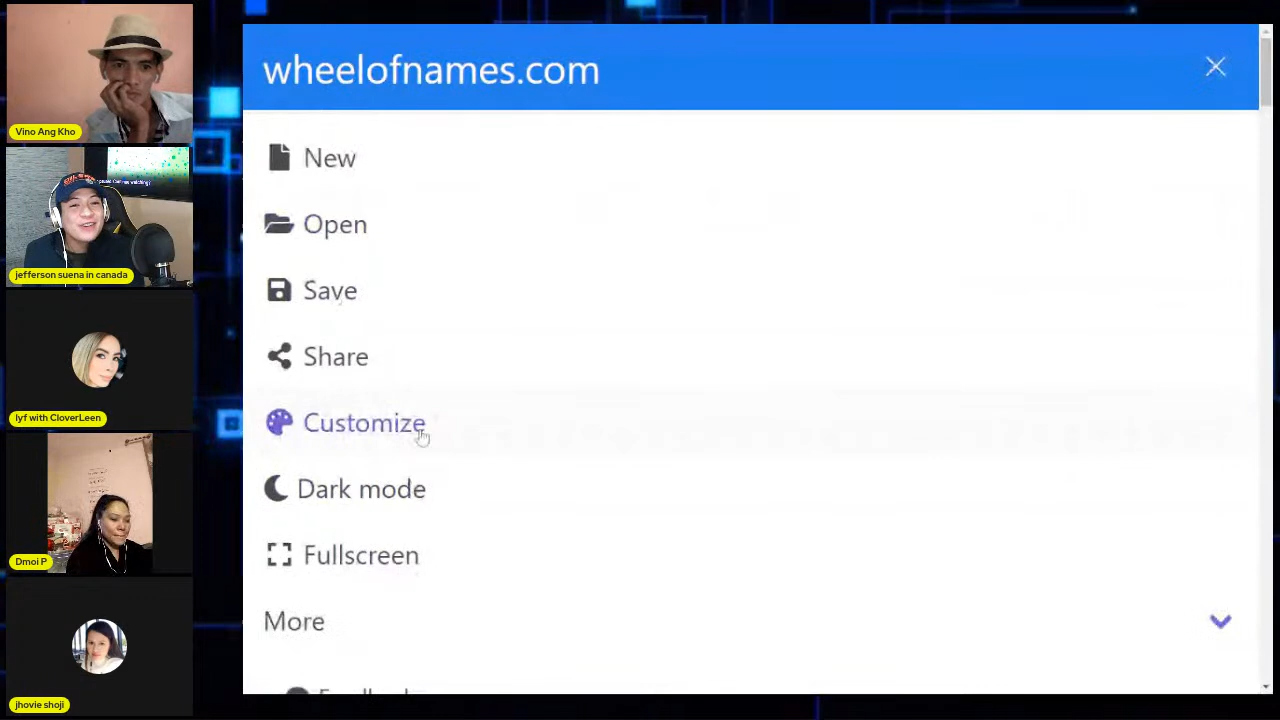 Vino Ang Kho
jefferson suena in canada
lyf with CloverLeen
Dmoi P
jhovie shoji
wheelofnames.com
New
Open
Save
Share
Customize
Dark mode
Fullscreen
More